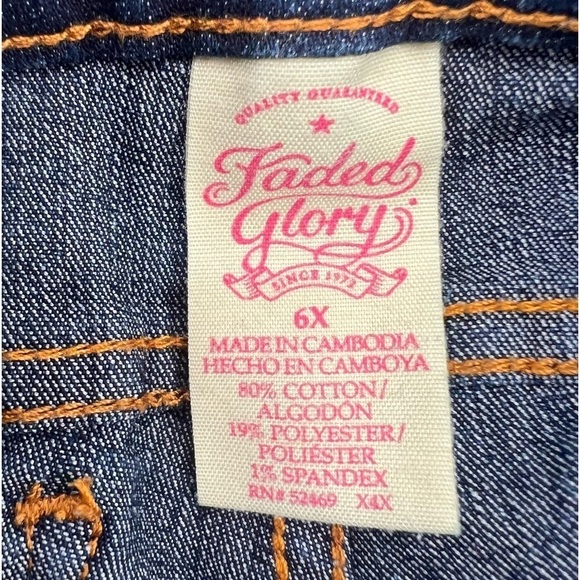 QUALITY GUARANTEED
Faded
Glory
SINCE 1972
6X
MADE IN CAMBODIA
HECHO EN CAMBOYA
80% COTTON/
ALGODÓN
19% POLYESTER/
POLIÉSTER
1% SPANDEX
RN# 52469 X4X